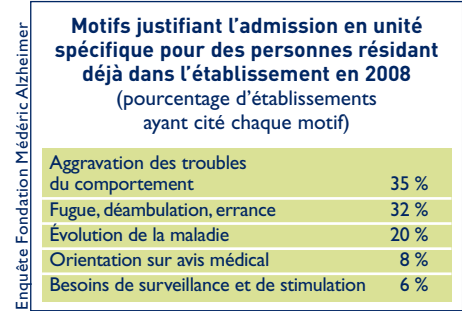 Motifs justifiant l'admission en unité
spécifique pour des personnes résidant
déjà dans l'établissement en 2008
(pourcentage d'établissements
ayant cité chaque motif)
Aggravation des troubles
du comportement 35 %
Fugue, déambulation, errance 32 %
Évolution de la maladie 20 %
Orientation sur avis médical 8 %
Besoins de surveillance et de stimulation 6 %
Enquête Fondation Médéric Alzheimer